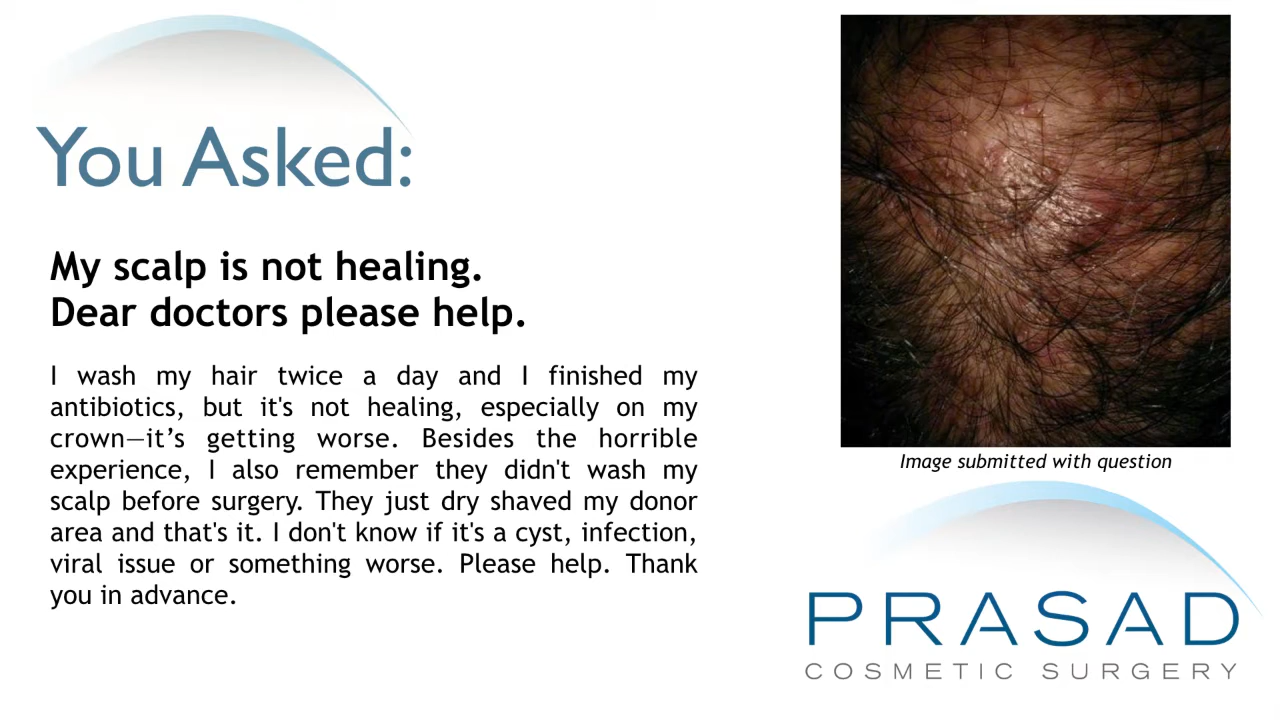 You Asked:
My scalp is not healing.
Dear doctors please help.
I wash my hair twice a day and I finished my
antibiotics, but it's not healing, especially on my
crown—it’s getting worse. Besides the horrible
experience, I also remember they didn't wash my
scalp before surgery. They just dry shaved my donor
area and that's it. I don't know if it's a cyst, infection,
viral issue or something worse. Please help. Thank
you in advance.
Image submitted with question
PRASAD
COSMETIC SURGERY